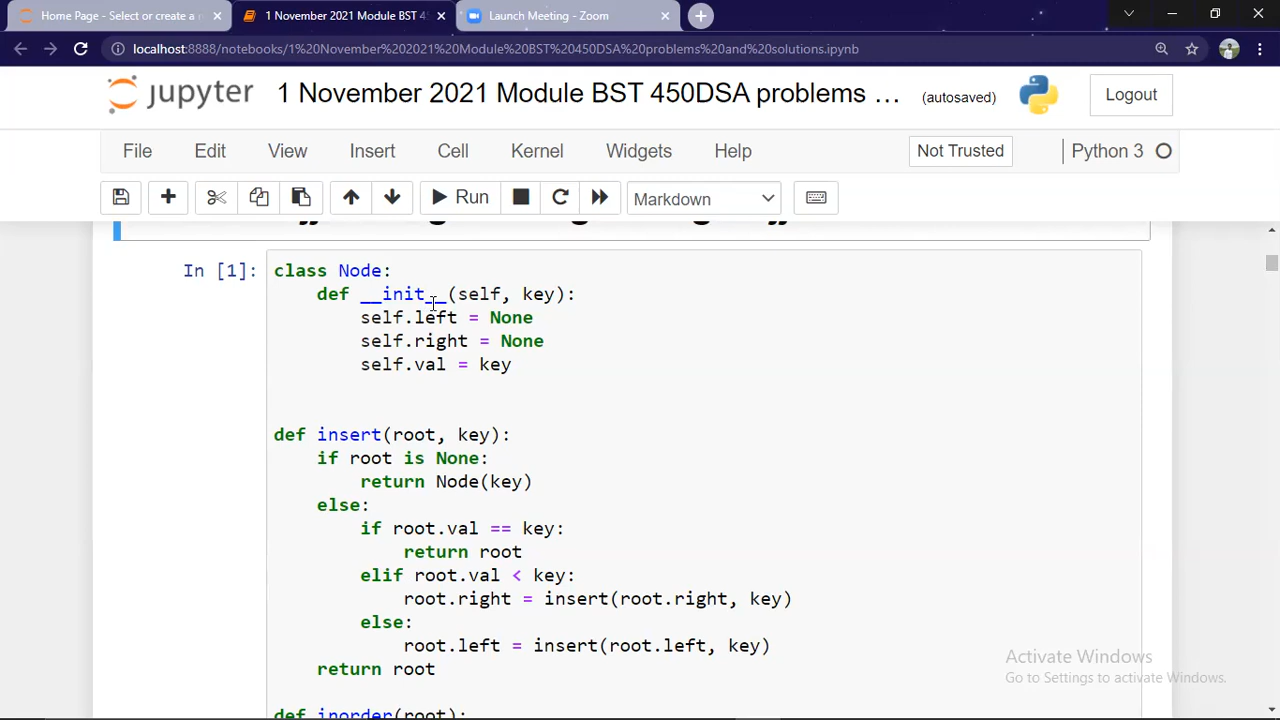 Home Page - Select or create a
1 November 2021 Module BST 45
Launch Meeting - Zoom
localhost:8888/notebooks/1%20November%202021%20Module%20BST%20450DSA%20problems%20and%20solutions.ipynb
jupyter 1 November 2021 Module BST 450DSA problems ... (autosaved) Logout
File Edit View Insert Cell Kernel Widgets Help Not Trusted Python 3
Run Markdown
In [1]: class Node:
def __init__(self, key):
self.left = None
self.right = None
self.val = key
def insert(root, key):
if root is None:
return Node(key)
else:
if root.val == key:
return root
elif root.val < key:
root.right = insert(root.right, key)
else:
root.left = insert(root.left, key)
return root
def inorder(root):
Activate Windows
Go to Settings to activate Windows.